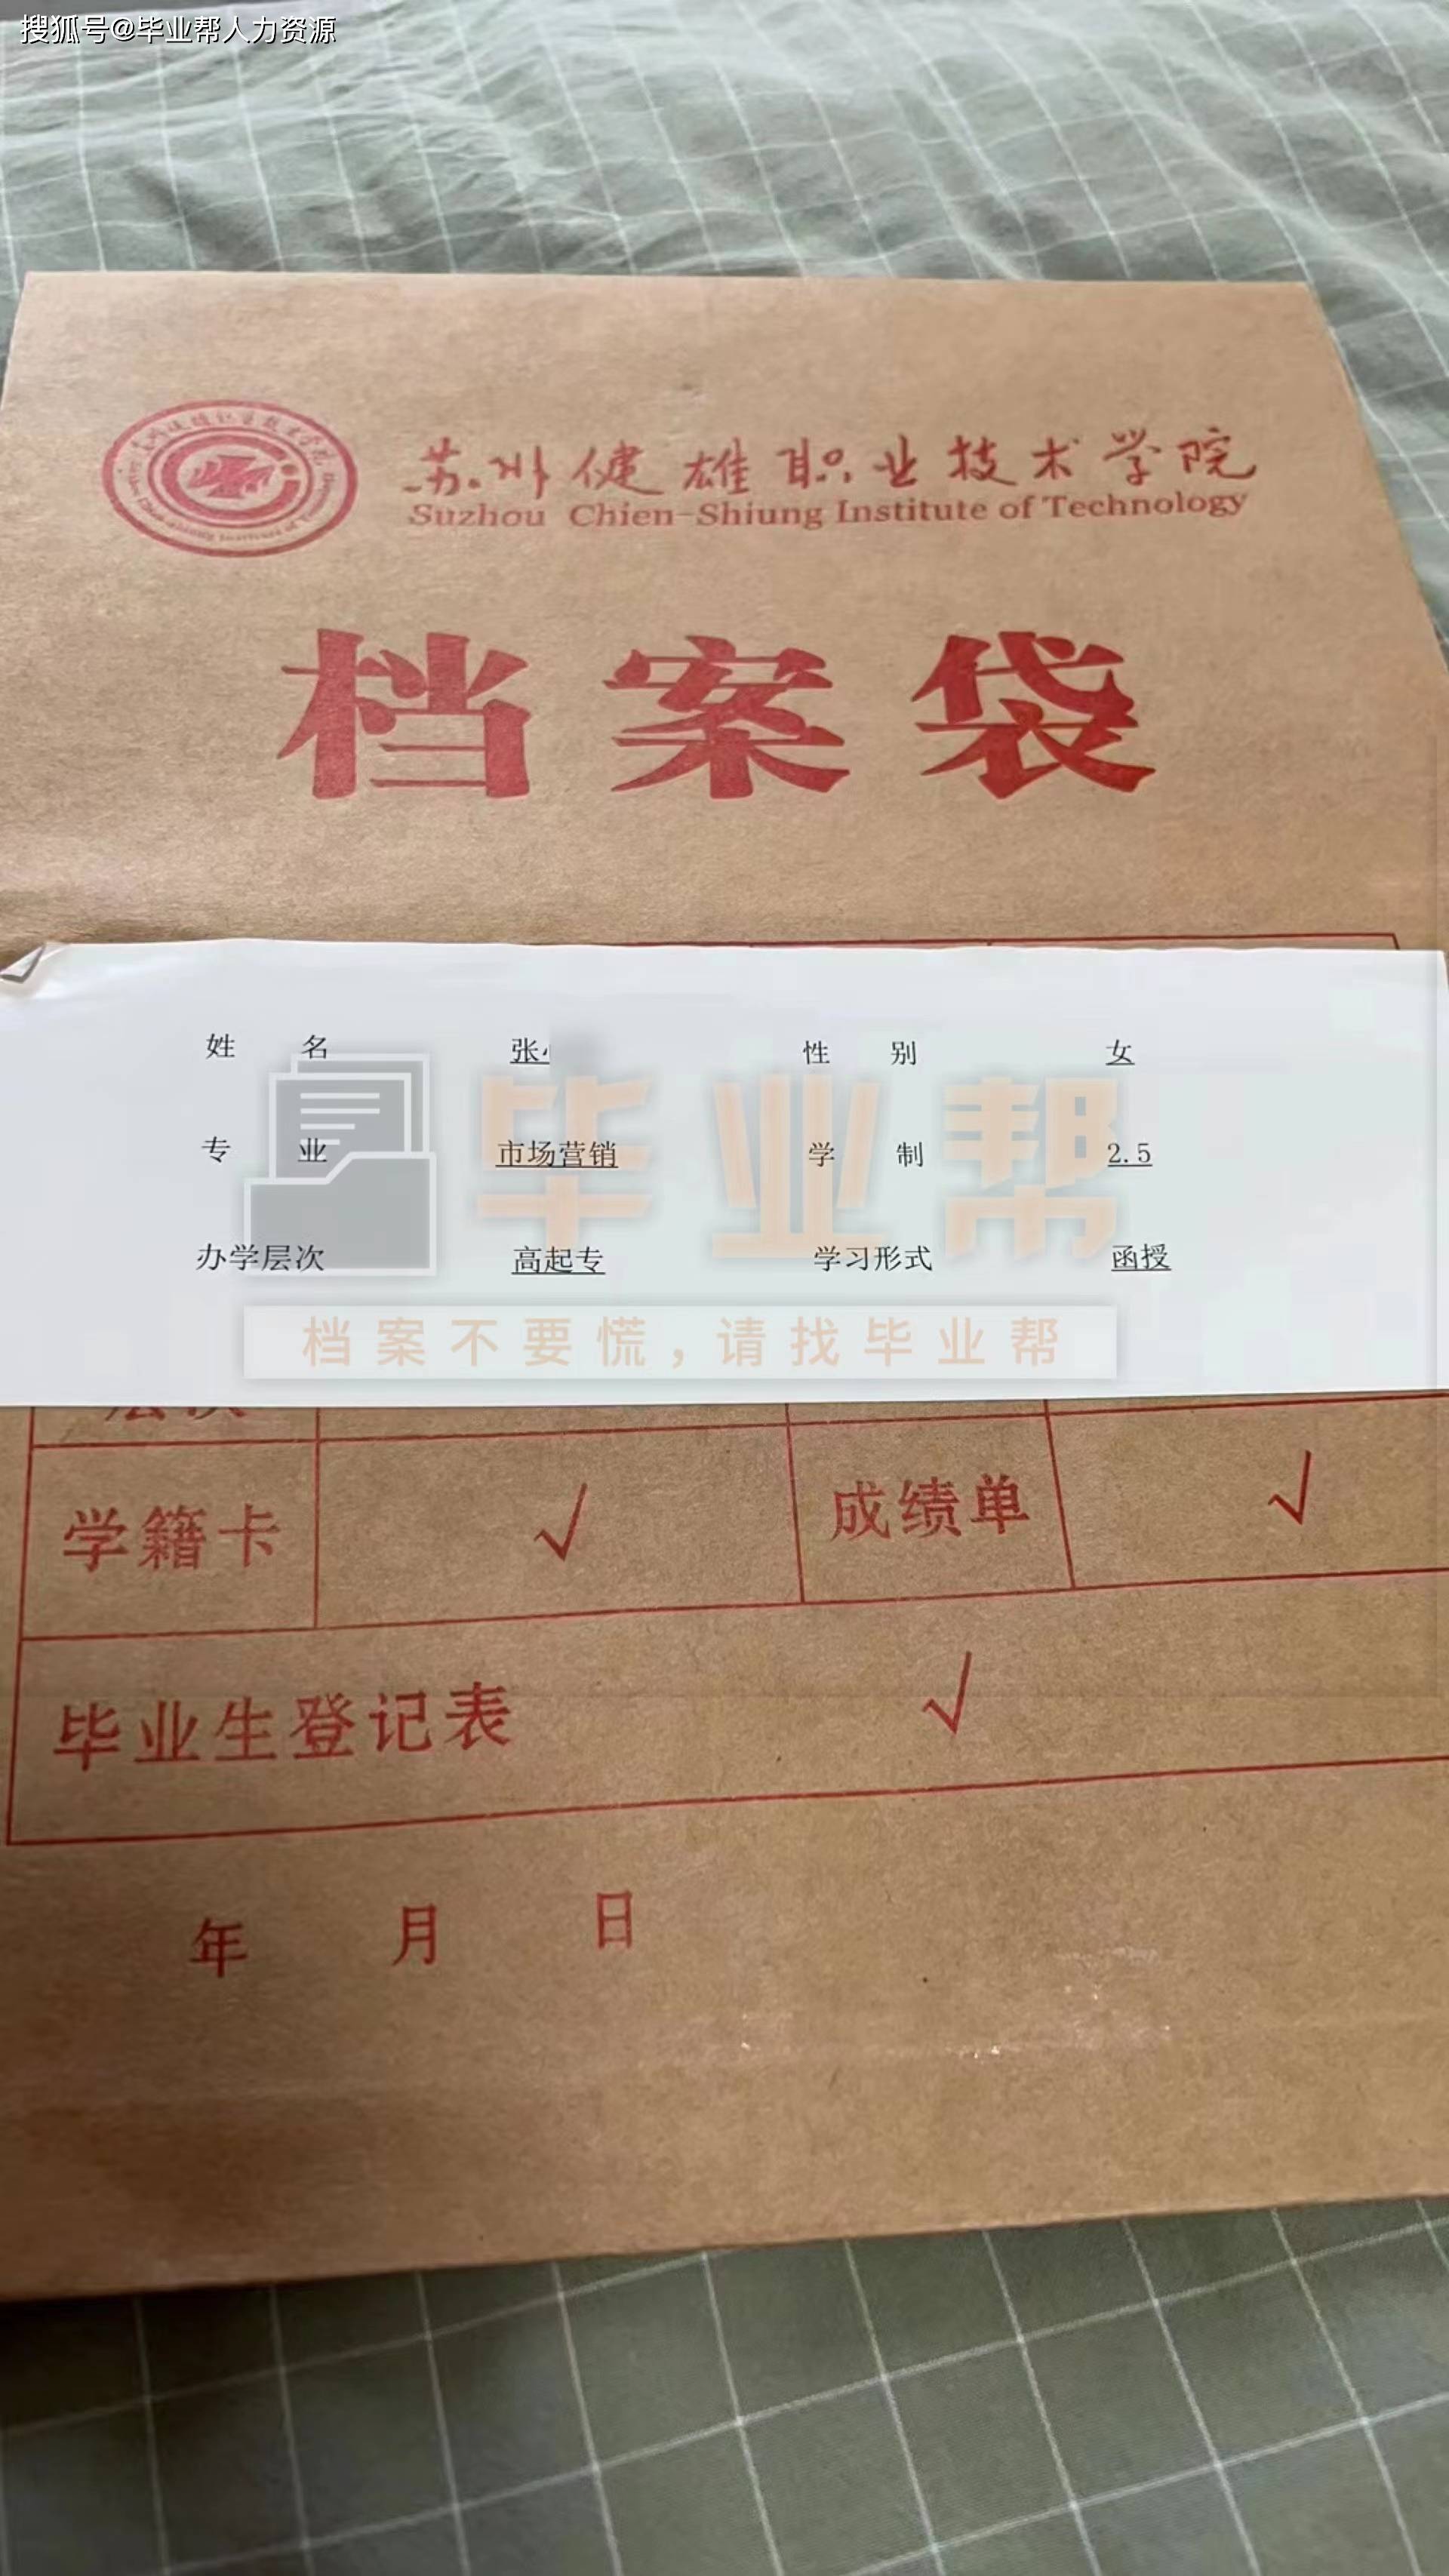 搜狐号@毕业帮人力资源
苏州健雄职业技术学院
Suzhou Chien-Shiung Institute of Technology
档案袋
姓 名 张 性 别 女
专 业 市场营销 学 制 2.5
办学层次 高起专 学习形式 函授
毕业帮
档案不要慌，请找毕业帮
学籍卡 √ 成绩单 √
毕业生登记表 √
年 月 日